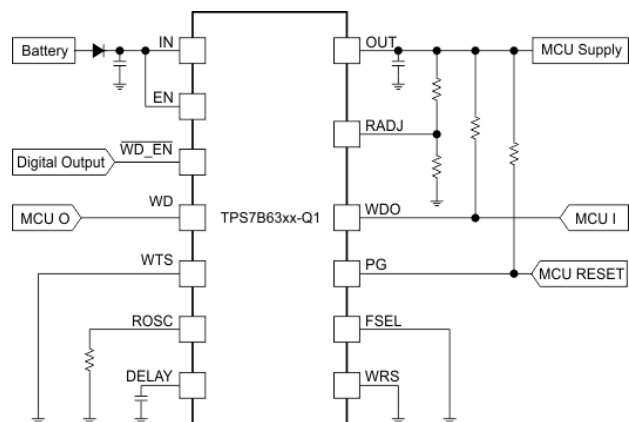 Battery
IN
OUT
MCU Supply
EN
RADJ
Digital Output
WD_EN
MCU O
WD
TPS7B63xx-Q1
WDO
MCU I
WTS
PG
MCU RESET
ROSC
FSEL
DELAY
WRS